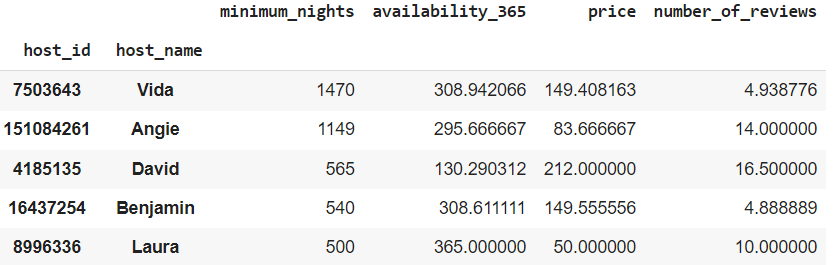 minimum_nights availability_365 price number_of_reviews
host_id host_name
7503643 Vida 1470 308.942066 149.408163 4.938776
151084261 Angie 1149 295.666667 83.666667 14.000000
4185135 David 565 130.290312 212.000000 16.500000
16437254 Benjamin 540 308.611111 149.555556 4.888889
8996336 Laura 500 365.000000 50.000000 10.000000